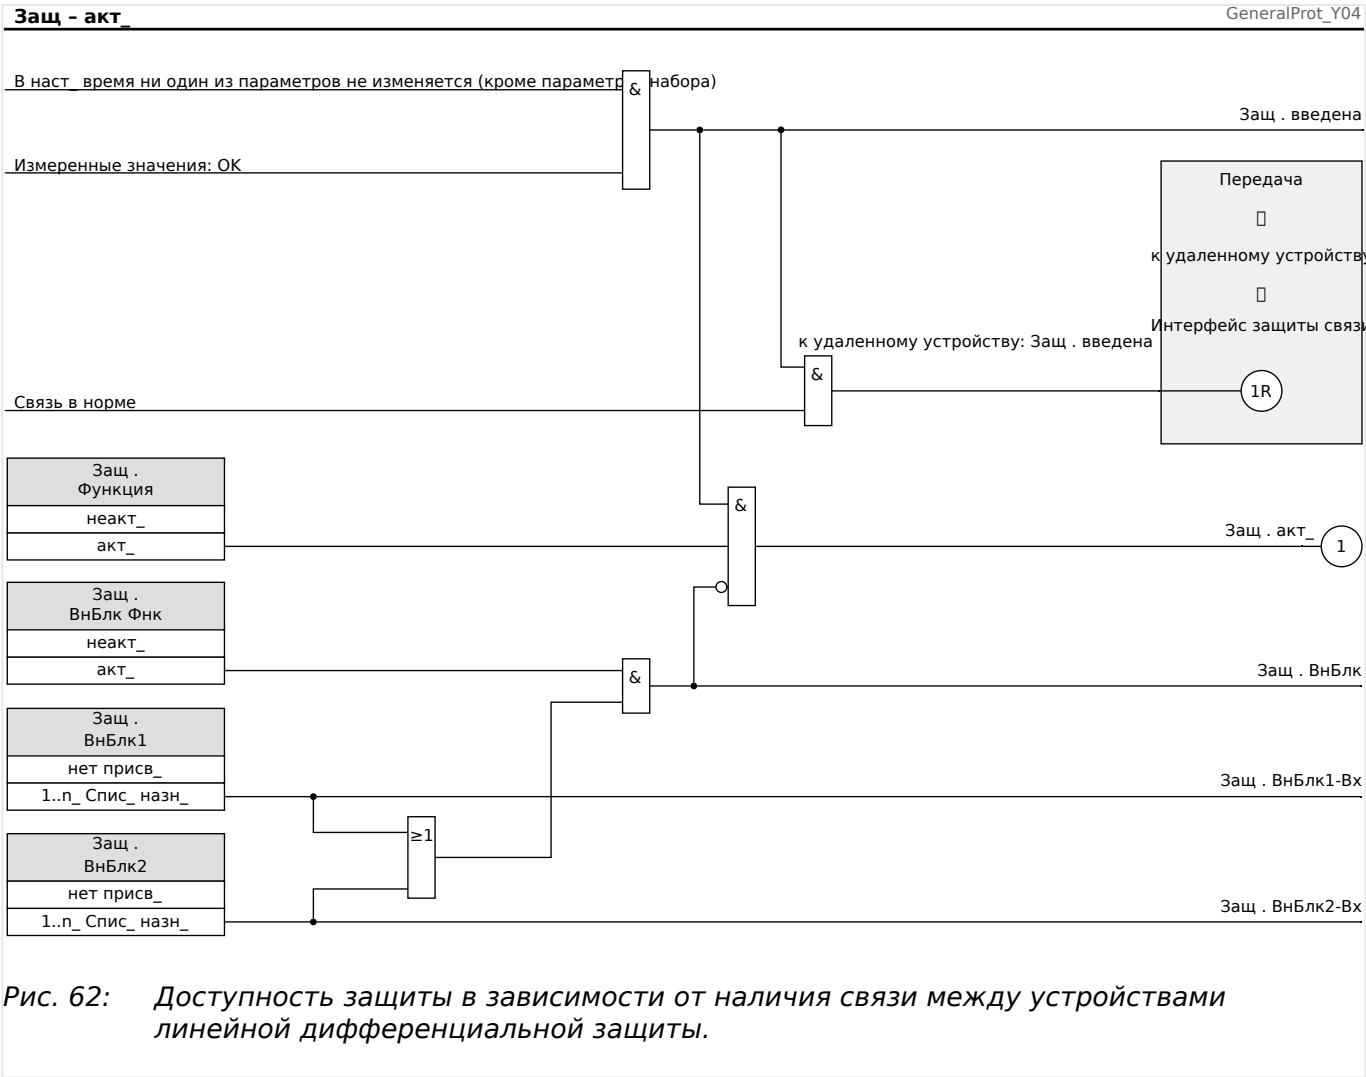 Защ – акт_
GeneralProt_Y04
В наст_ время ни один из параметров не изменяется (кроме параметр набора)
&
Защ . введена
Измеренные значения: OK
Передача
к удаленному устройству
Интерфейс защиты связи
к удаленному устройству: Защ . введена
&
1R
Связь в норме
Защ .
Функция
неакт_
акт_
&
Защ . акт_
1
Защ .
ВнБлк Фнк
неакт_
акт_
&
Защ . ВнБлк
Защ .
ВнБлк1
нет присв_
1..n_ Спис_ назн_
Защ . ВнБлк1-Вх
≥1
Защ .
ВнБлк2
нет присв_
1..n_ Спис_ назн_
Защ . ВнБлк2-Вх
Рис. 62: Доступность защиты в зависимости от наличия связи между устройствами
линейной дифференциальной защиты.